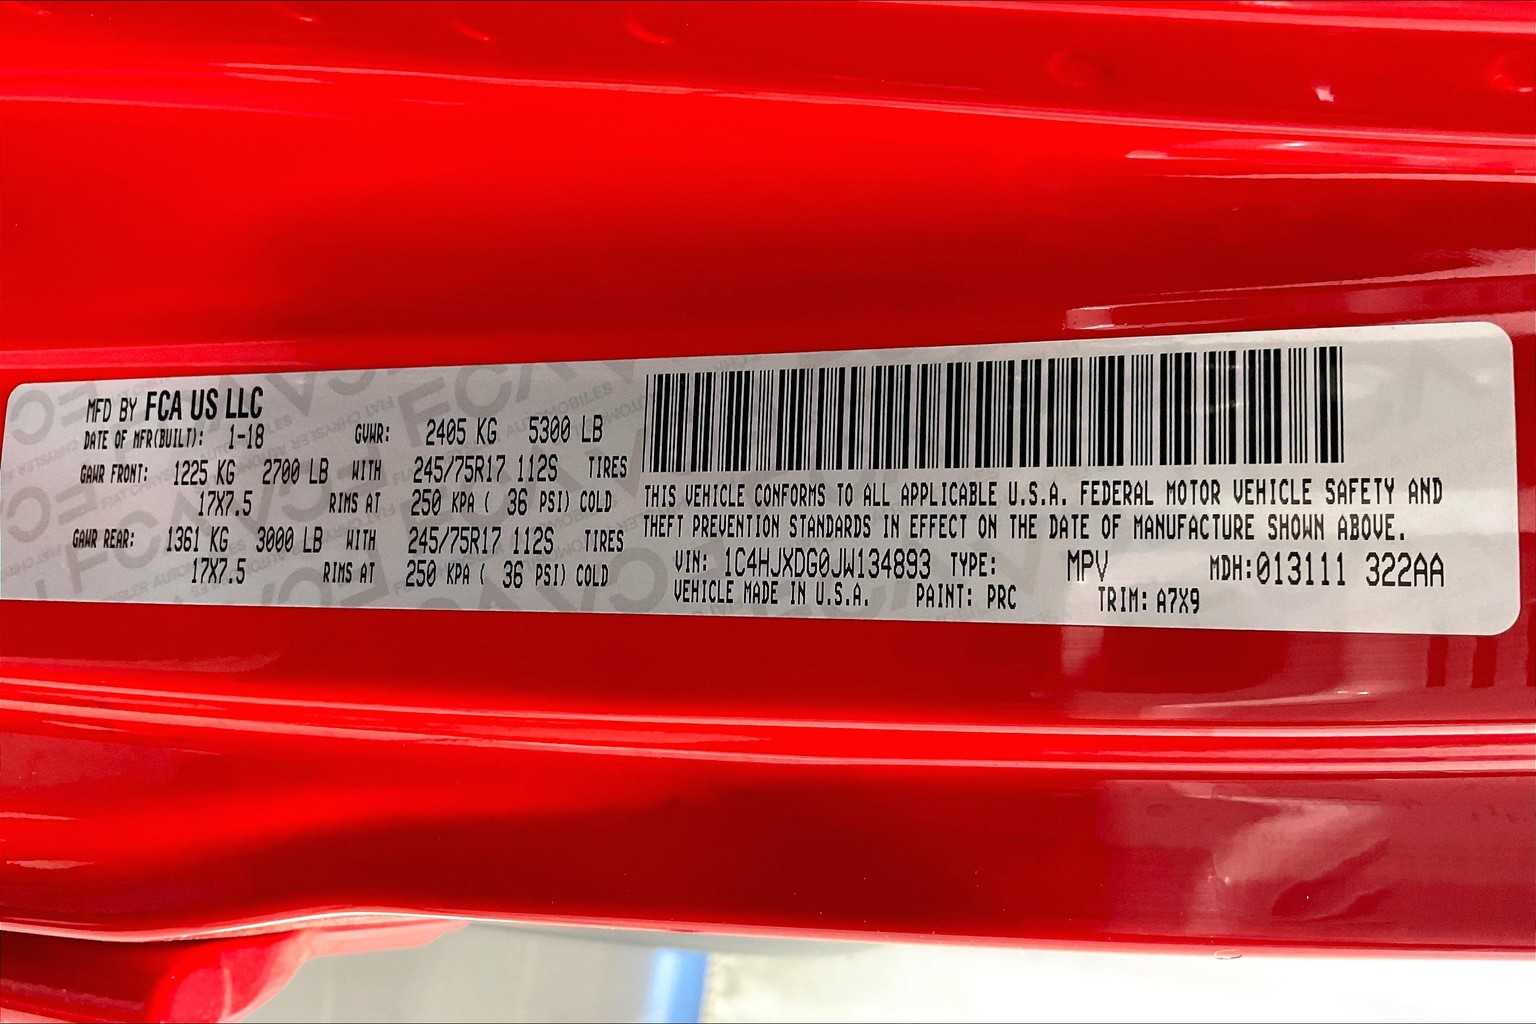 MFD BY FCA US LLC
DATE OF MFR(BUILT): 1-18 GVWR: 2405 KG 5300 LB
GAWR FRONT: 1225 KG 2700 LB WITH 245/75R17 112S TIRES
17X7.5 RIMS AT 250 KPA ( 36 PSI) COLD
GAWR REAR: 1361 KG 3000 LB WITH 245/75R17 112S TIRES
17X7.5 RIMS AT 250 KPA ( 36 PSI) COLD
THIS VEHICLE CONFORMS TO ALL APPLICABLE U.S.A. FEDERAL MOTOR VEHICLE SAFETY AND
THEFT PREVENTION STANDARDS IN EFFECT ON THE DATE OF MANUFACTURE SHOWN ABOVE.
VIN: 1C4HJXDG0JW134893 TYPE: MPV MDH:013111 322AA
VEHICLE MADE IN U.S.A. PAINT: PRC TRIM: A7X9